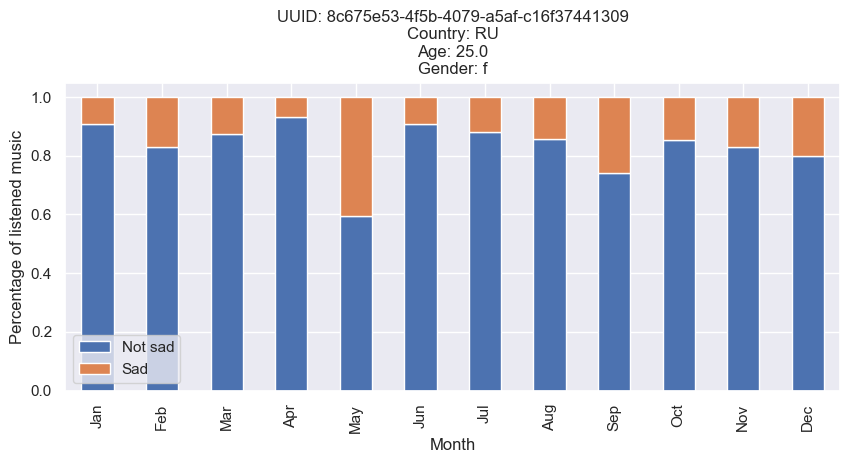 UUID: 8c675e53-4f5b-4079-a5af-c16f37441309
Country: RU
Age: 25.0
Gender: f
Percentage of listened music
1.0
0.8
0.6
0.4
0.2
0.0
Not sad
Sad
Jan
Feb
Mar
Apr
May
Jun
Jul
Aug
Sep
Oct
Nov
Dec
Month